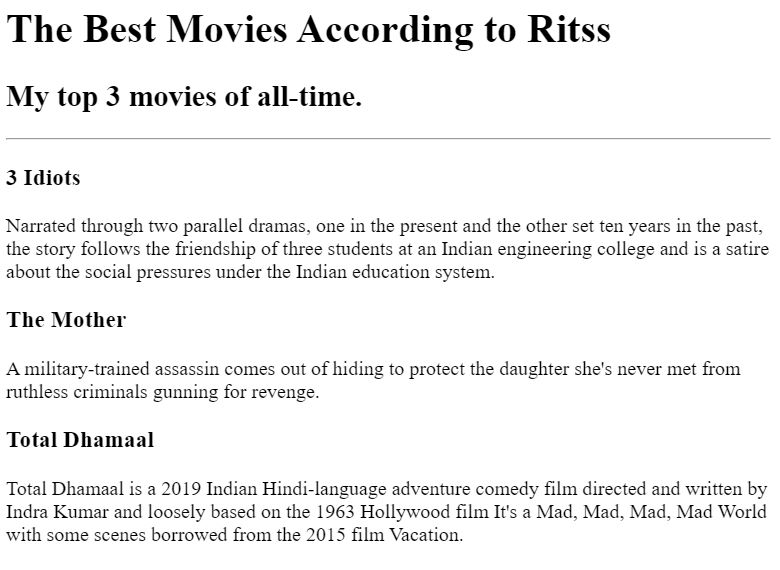 The Best Movies According to Ritss
My top 3 movies of all-time.
3 Idiots
Narrated through two parallel dramas, one in the present and the other set ten years in the past,
the story follows the friendship of three students at an Indian engineering college and is a satire
about the social pressures under the Indian education system.
The Mother
A military-trained assassin comes out of hiding to protect the daughter she's never met from
ruthless criminals gunning for revenge.
Total Dhamaal
Total Dhamaal is a 2019 Indian Hindi-language adventure comedy film directed and written by
Indra Kumar and loosely based on the 1963 Hollywood film It's a Mad, Mad, Mad, Mad World
with some scenes borrowed from the 2015 film Vacation.